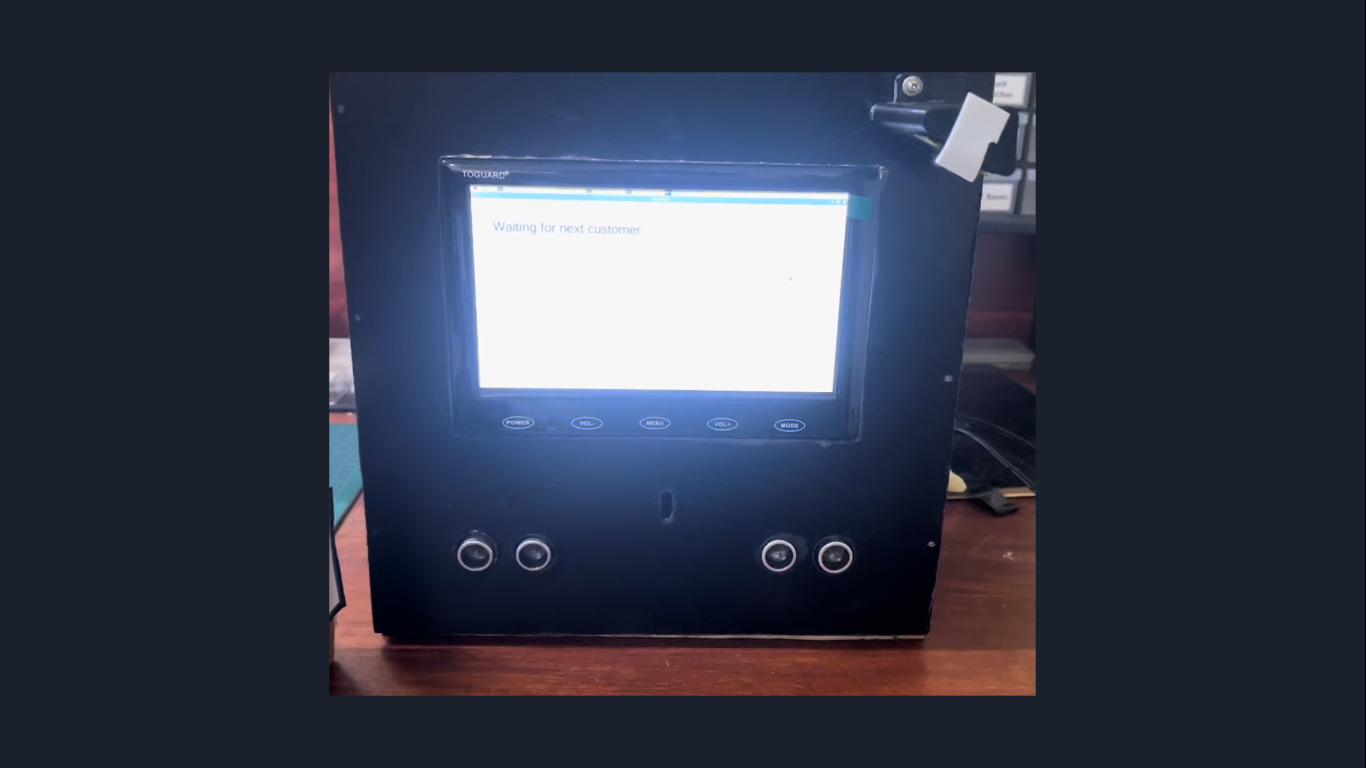 TOGUARD®
Waiting for next customer...
POWER
VOL-
MENU
VOL+
MODE